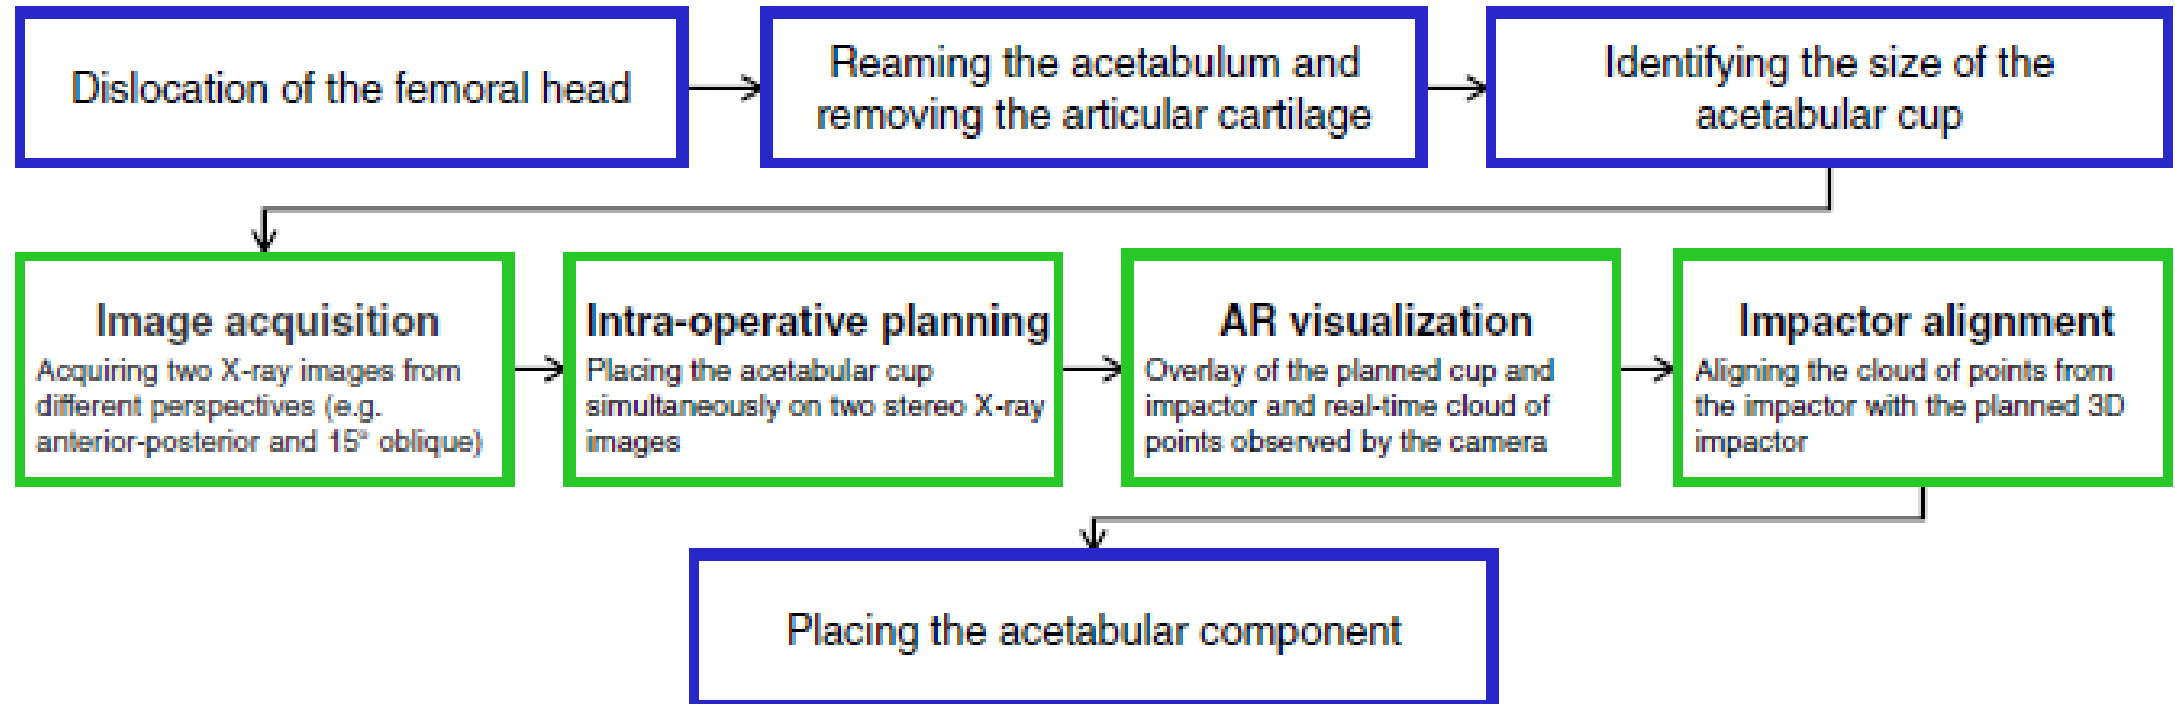 Dislocation of the femoral head
Reaming the acetabulum and
removing the articular cartilage
Identifying the size of the
acetabular cup
Image acquisition
Acquiring two X-ray images from
different perspectives (e.g.
anterior-posterior and 15° oblique)
Intra-operative planning
Placing the acetabular cup
simultaneously on two stereo X-ray
images
AR visualization
Overlay of the planned cup and
impactor and real-time cloud of
points observed by the camera
Impactor alignment
Aligning the cloud of points from
the impactor with the planned 3D
impactor
Placing the acetabular component